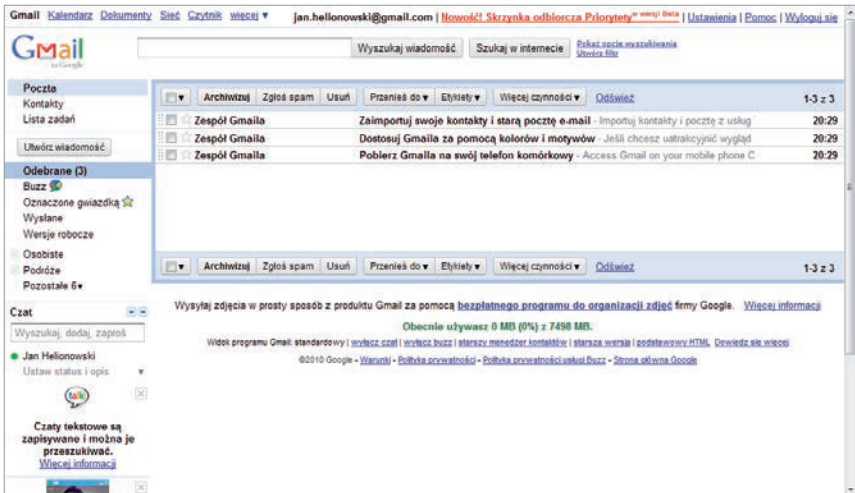 Gmail Kalendarz Dokumenty Sieć Czytnik więcej ▼ jan.helionowski@gmail.com | Nowość! Skrzynka odbiorcza Priorytety w wersji Beta | Ustawienia | Pomoc | Wyloguj się
Gmail
by Google
Wyszukaj wiadomość Szukaj w internecie Pokaż opcje wyszukiwania
Utwórz filtr
Poczta
Kontakty
Lista zadań
Utwórz wiadomość
Odebrane (3)
Buzz
Oznaczone gwiazdką
Wysłane
Wersje robocze
Osobiste
Podróże
Pozostałe 6▾
Czat
Wyszukaj, dodaj, zaproś
Jan Helionowski
Ustaw status i opis ▾
talk
Czaty tekstowe są
zapisywane i można je
przeszukiwać.
Więcej informacji
Archiwizuj Zgłoś spam Usuń Przenieś do ▾ Etykiety ▾ Więcej czynności ▾ Odśwież 1-3 z 3
Zespół Gmaila Zaimportuj swoje kontakty i starą pocztę e-mail - Importuj kontakty i pocztę z usług 20:29
Zespół Gmaila Dostosuj Gmaila za pomocą kolorów i motywów - Jeśli chcesz uatrakcyjnić wygląd 20:29
Zespół Gmaila Pobierz Gmaila na swój telefon komórkowy - Access Gmail on your mobile phone C 20:29
Archiwizuj Zgłoś spam Usuń Przenieś do ▾ Etykiety ▾ Więcej czynności ▾ Odśwież 1-3 z 3
Wysyłaj zdjęcia w prosty sposób z produktu Gmail za pomocą bezpłatnego programu do organizacji zdjęć firmy Google. Więcej informacji
Obecnie używasz 0 MB (0%) z 7498 MB.
Widok programu Gmail: standardowy | wyłącz czat | wyłącz buzz | starszy menedżer kontaktów | starsza wersja | podstawowy HTML Dowiedz się więcej
©2010 Google - Warunki - Polityka prywatności - Polityka prywatności usługi Buzz - Strona główna Google